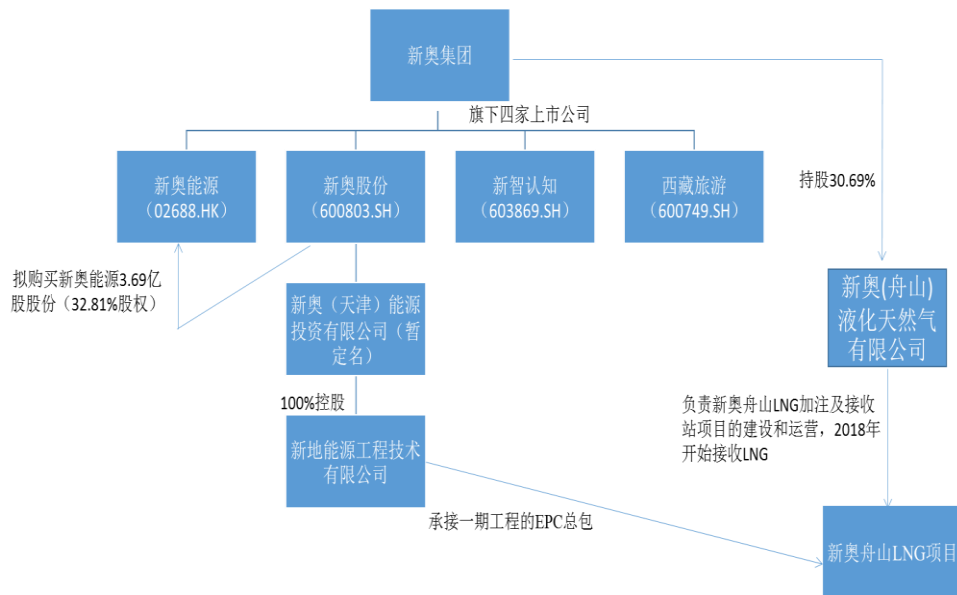 新奥集团
旗下四家上市公司
新奥能源
（02688.HK）
新奥股份
（600803.SH）
新智认知
（603869.SH）
西藏旅游
（600749.SH）
持股30.69%
拟购买新奥能源3.69亿
股股份（32.81%股权）
新奥（天津）能源
投资有限公司（暂
定名）
新奥(舟山)
液化天然气
有限公司
100%控股
负责新奥舟山LNG加注及接收
站项目的建设和运营，2018年
开始接收LNG
新地能源工程技术
有限公司
承接一期工程的EPC总包
新奥舟山LNG项目